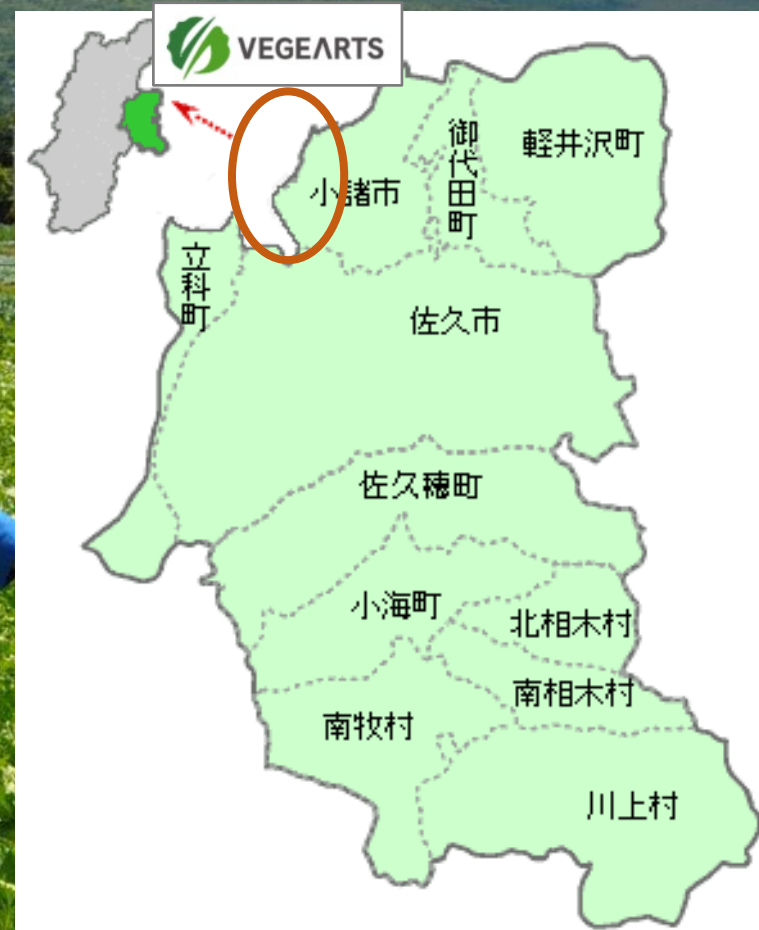 VEGEARTS
軽井沢町
御代田町
小諸市
立科町
佐久市
佐久穂町
小海町
北相木村
南相木村
南牧村
川上村